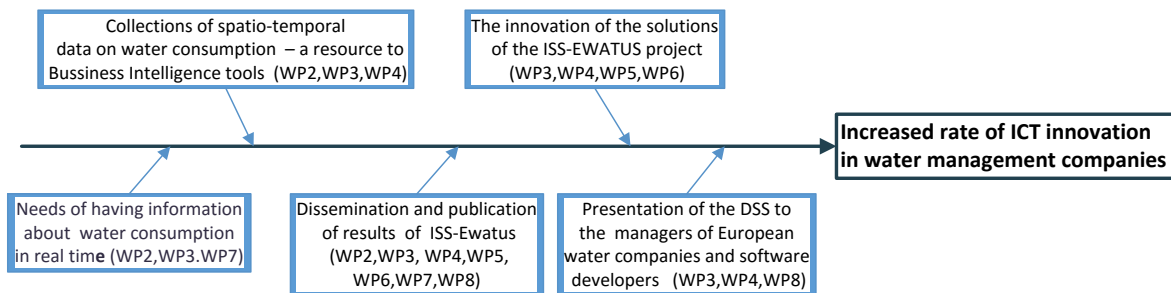 Collections of spatio-temporal
data on water consumption – a resource to
Bussiness Intelligence tools (WP2,WP3,WP4)
The innovation of the solutions
of the ISS-EWATUS project
(WP3,WP4,WP5,WP6)
Increased rate of ICT innovation
in water management companies
Needs of having information
about water consumption
in real time (WP2,WP3.WP7)
Dissemination and publication
of results of ISS-Ewatus
(WP2,WP3, WP4,WP5,
WP6,WP7,WP8)
Presentation of the DSS to
the managers of European
water companies and software
developers (WP3,WP4,WP8)